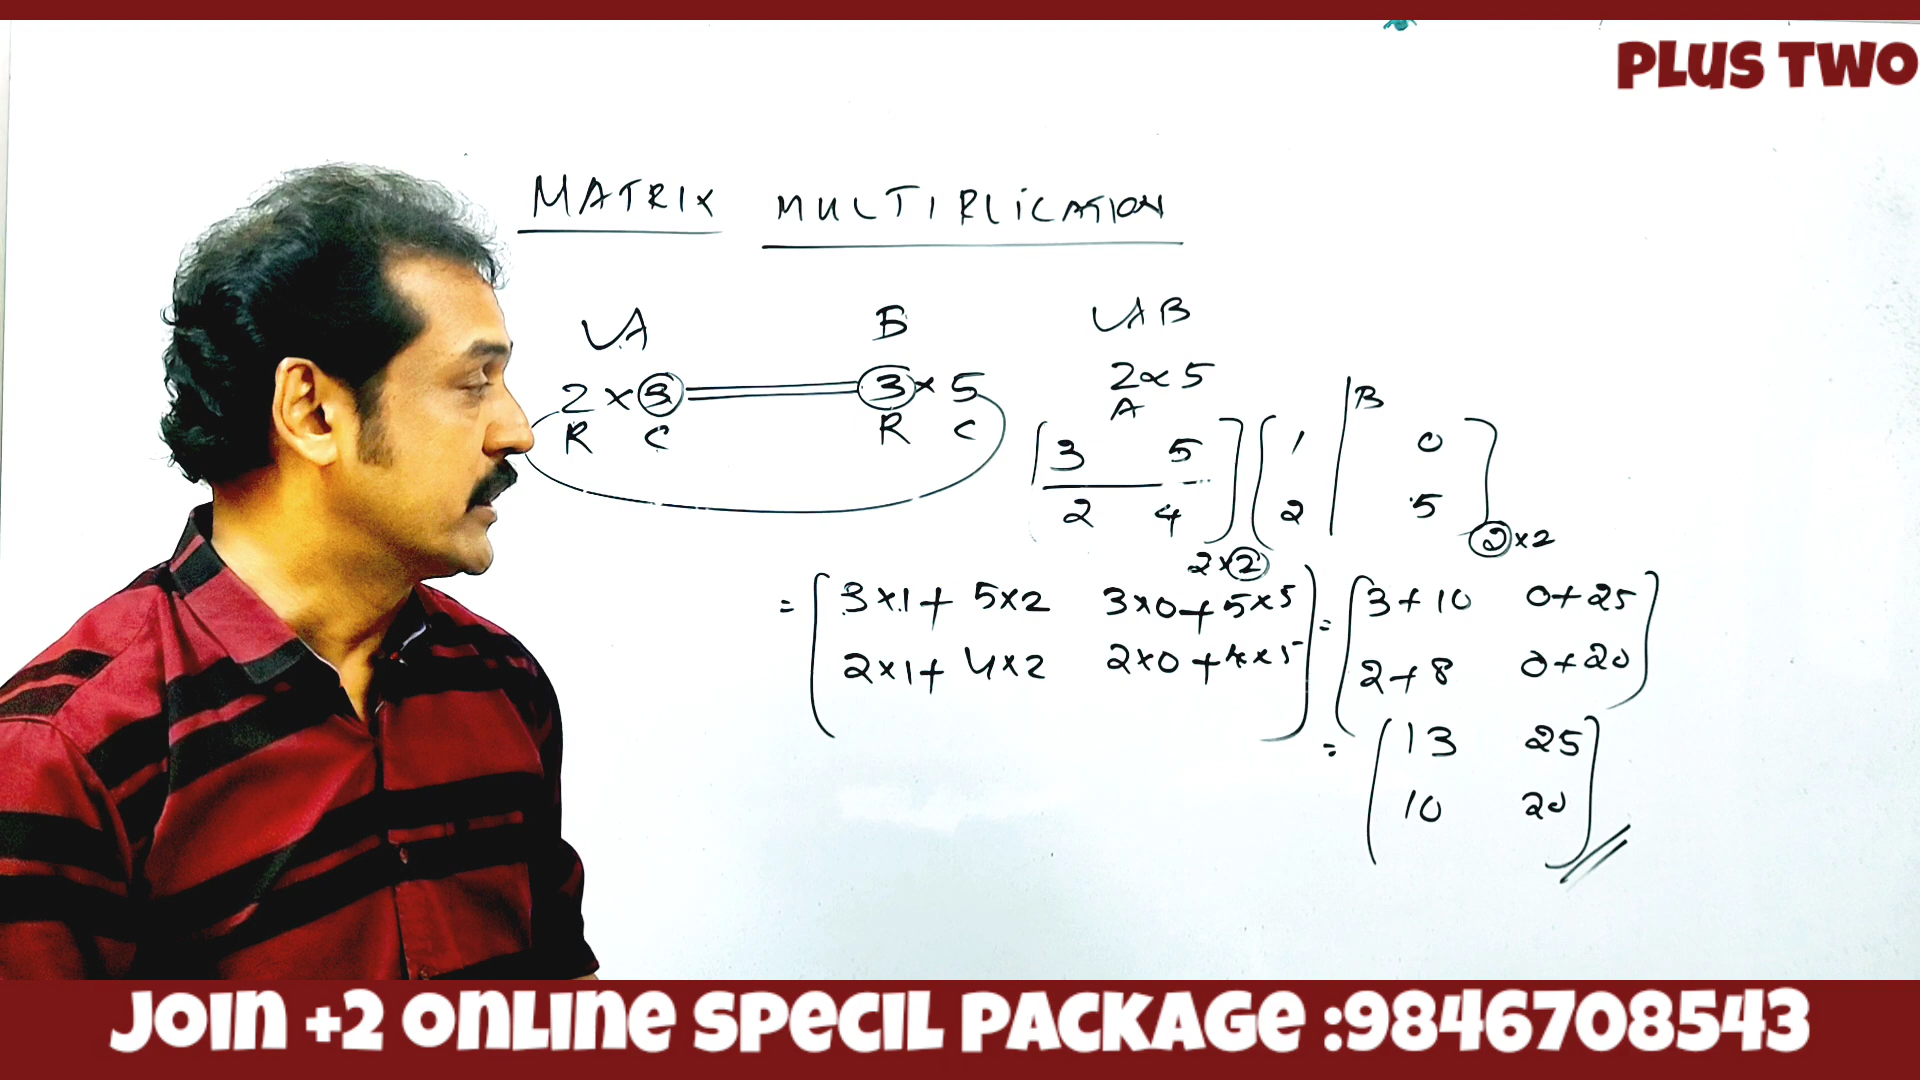 PLUS TWO
MATRIX MULTIPLICATION
A B AB
2 × 3 3 × 5 2 × 5
R C R C A B
[3 5] [1 0]
[2 4] [2 5]
2×2 2×2
= [3×1+ 5×2 3×0+5×5] = [3+10 0+25]
[2×1+ 4×2 2×0+4×5] [2+8 0+20]
= [13 25]
[10 20]
JOIN +2 ONLINE SPECIL PACKAGE :9846708543